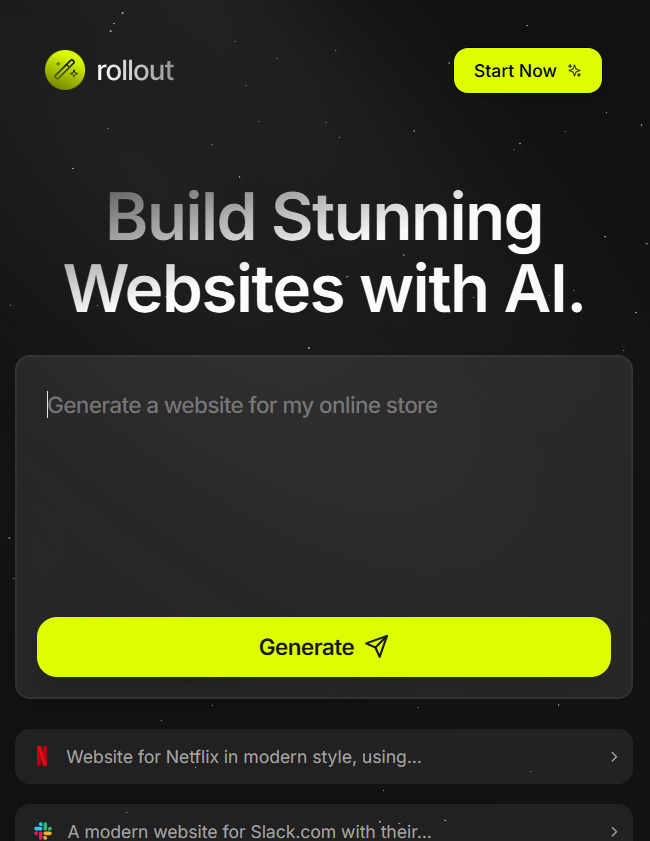 rollout
Start Now
Build Stunning
Websites with AI.
Generate a website for my online store
Generate
Website for Netflix in modern style, using...
A modern website for Slack.com with their...